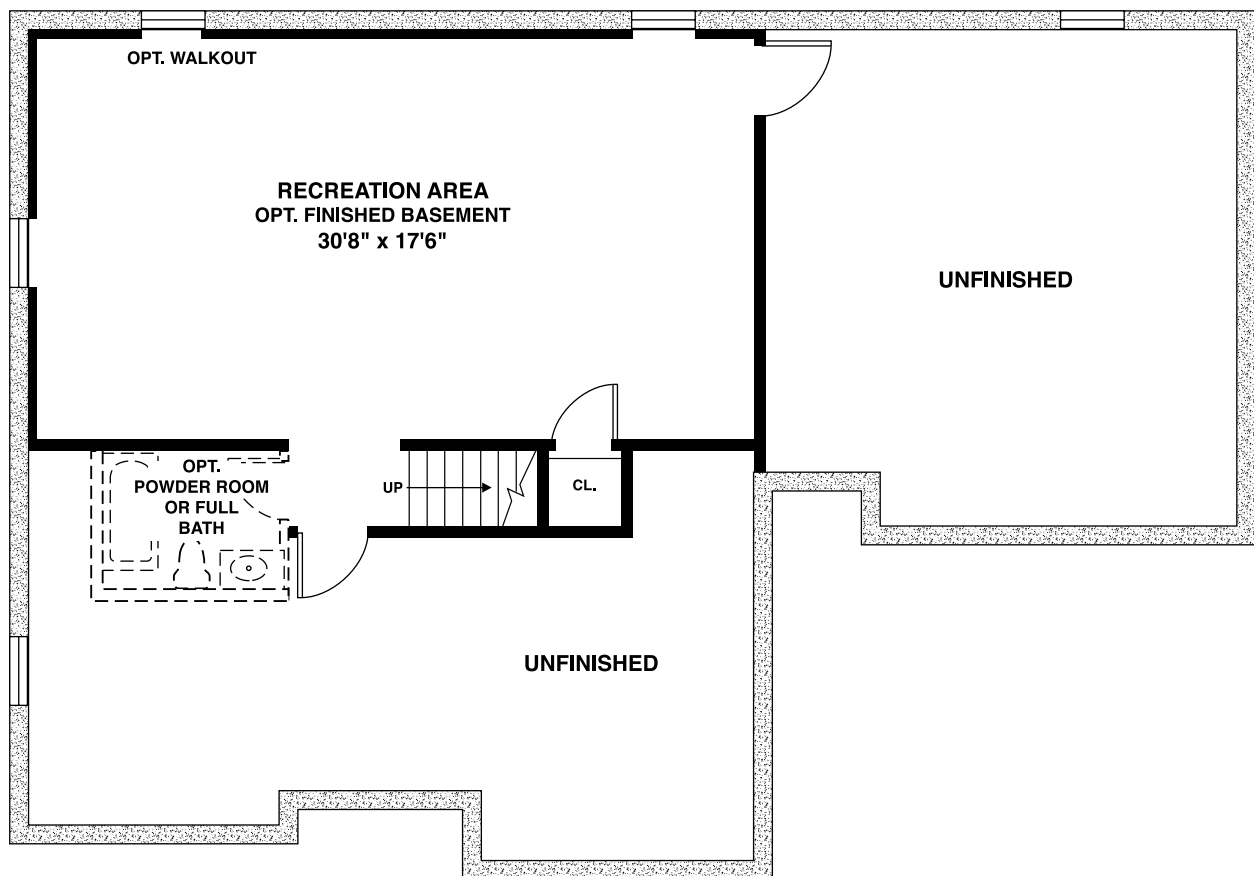 OPT. WALKOUT
RECREATION AREA
OPT. FINISHED BASEMENT
30'8" x 17'6"
UNFINISHED
OPT.
POWDER ROOM
OR FULL
BATH
UP
CL.
UNFINISHED